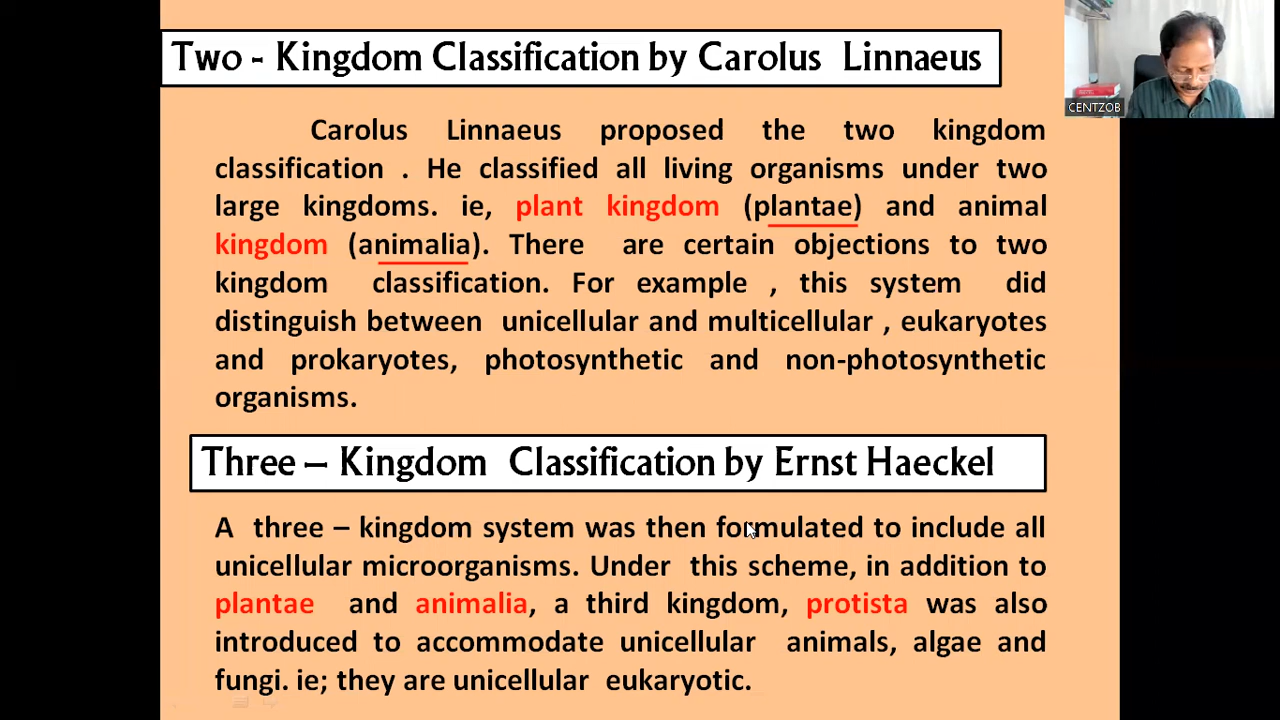 Two - Kingdom Classification by Carolus Linnaeus
CENTZOB
Carolus Linnaeus proposed the two kingdom
classification . He classified all living organisms under two
large kingdoms. ie, plant kingdom (plantae) and animal
kingdom (animalia). There are certain objections to two
kingdom classification. For example , this system did
distinguish between unicellular and multicellular , eukaryotes
and prokaryotes, photosynthetic and non-photosynthetic
organisms.
Three – Kingdom Classification by Ernst Haeckel
A three – kingdom system was then formulated to include all
unicellular microorganisms. Under this scheme, in addition to
plantae and animalia, a third kingdom, protista was also
introduced to accommodate unicellular animals, algae and
fungi. ie; they are unicellular eukaryotic.